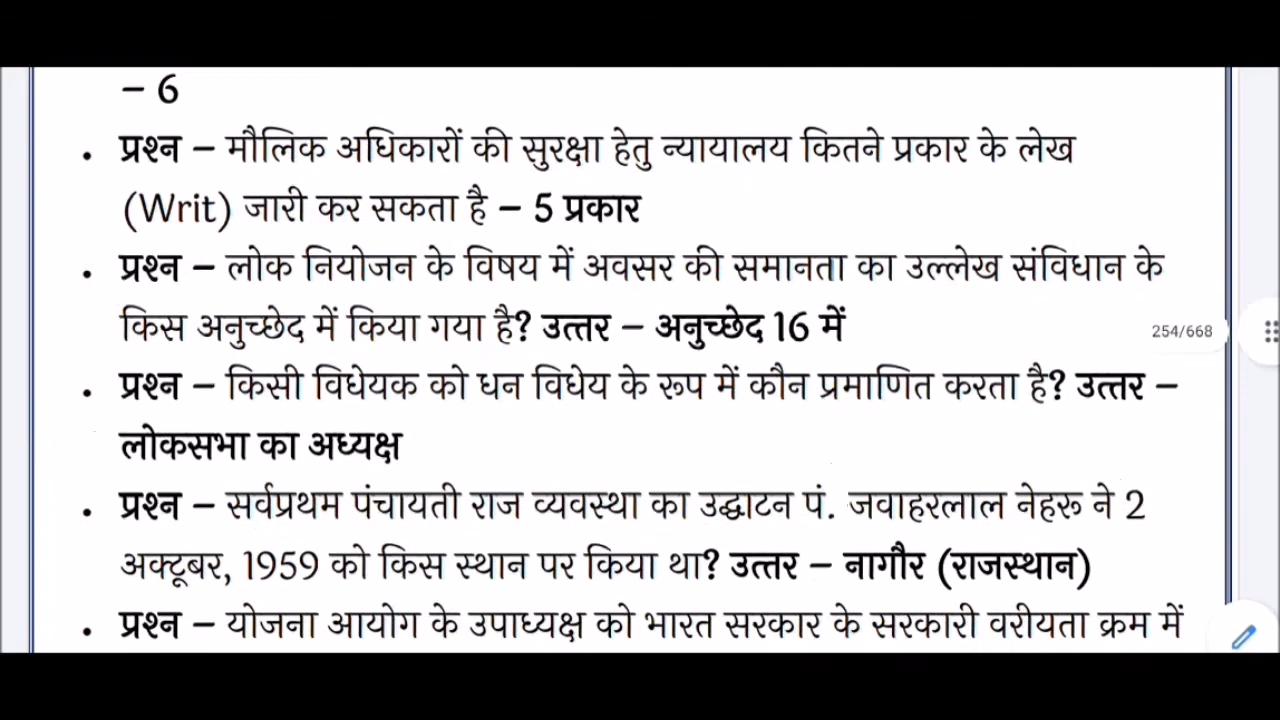 – 6
• प्रश्न – मौलिक अधिकारों की सुरक्षा हेतु न्यायालय कितने प्रकार के लेख
(Writ) जारी कर सकता है – 5 प्रकार
• प्रश्न – लोक नियोजन के विषय में अवसर की समानता का उल्लेख संविधान के
किस अनुच्छेद में किया गया है? उत्तर – अनुच्छेद 16 में
254/668
• प्रश्न – किसी विधेयक को धन विधेय के रूप में कौन प्रमाणित करता है? उत्तर –
लोकसभा का अध्यक्ष
• प्रश्न – सर्वप्रथम पंचायती राज व्यवस्था का उद्घाटन पं. जवाहरलाल नेहरू ने 2
अक्टूबर, 1959 को किस स्थान पर किया था? उत्तर – नागौर (राजस्थान)
• प्रश्न – योजना आयोग के उपाध्यक्ष को भारत सरकार के सरकारी वरीयता क्रम में